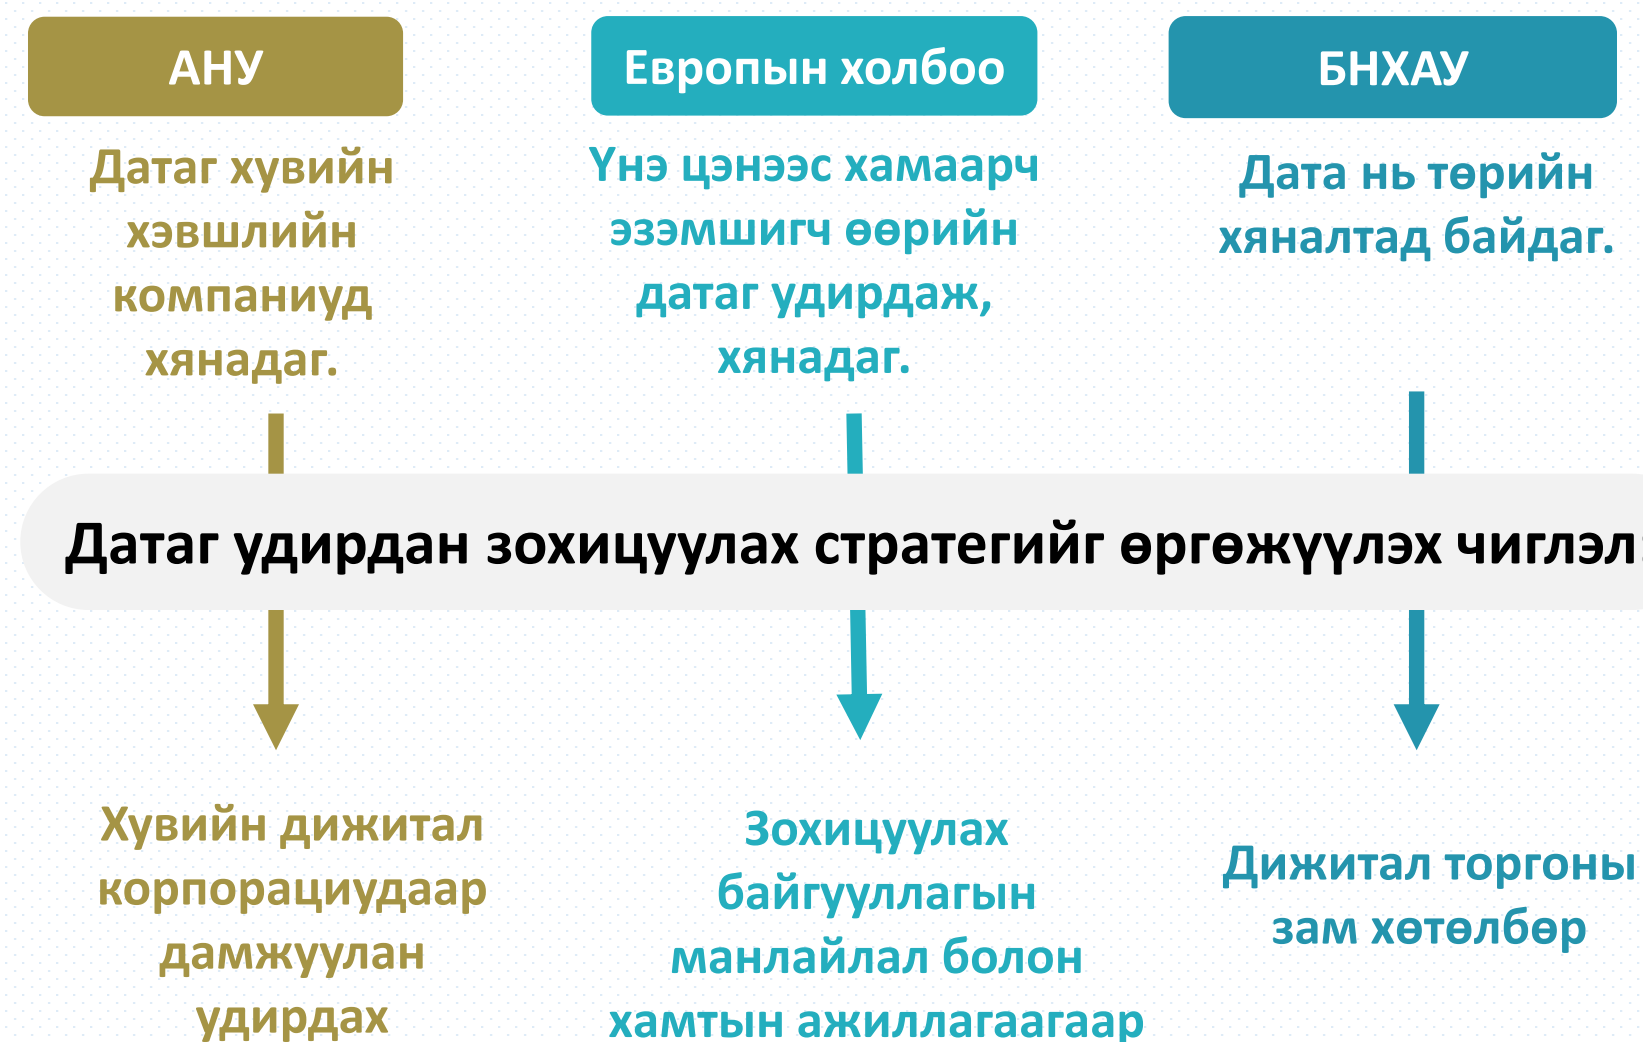 АНУ
Датаг хувийн
хэвшлийн
компаниуд
хянадаг.
Европын холбоо
Үнэ цэнээс хамаарч
эзэмшигч өөрийн
датаг удирдаж,
хянадаг.
БНХАУ
Дата нь төрийн
хяналтад байдаг.
Датаг удирдан зохицуулах стратегийг өргөжүүлэх чиглэл
Хувийн дижитал
корпорациудаар
дамжуулан
удирдах
Зохицуулах
байгууллагын
манлайлал болон
хамтын ажиллагаагаар
Дижитал торгоны
зам хөтөлбөр